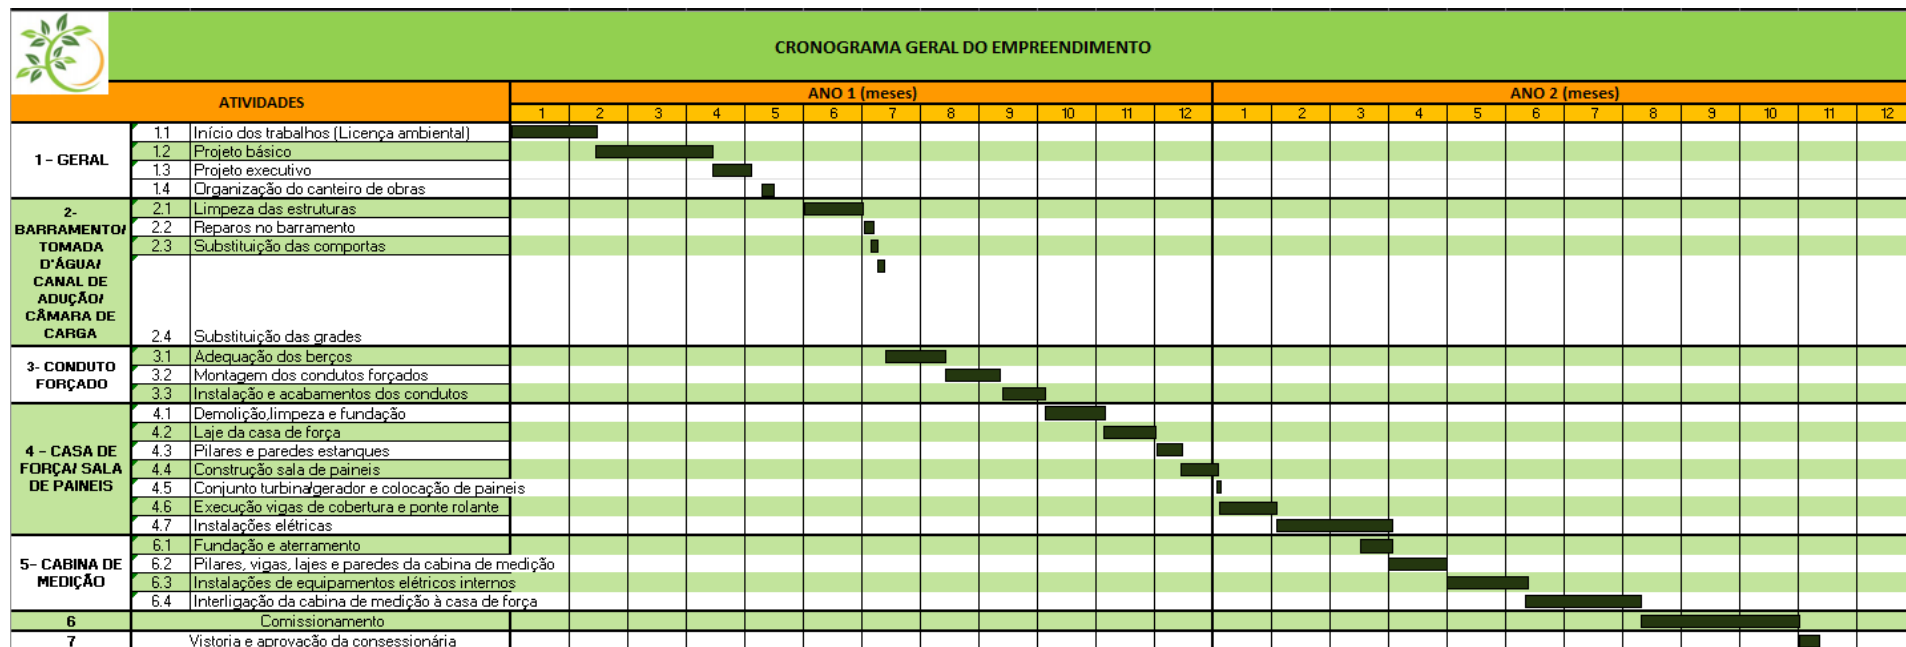 CRONOGRAMA GERAL DO EMPREENDIMENTO
ATIVIDADES
ANO 1 (meses)
ANO 2 (meses)
1 2 3 4 5 6 7 8 9 10 11 12 1 2 3 4 5 6 7 8 9 10 11 12
1 - GERAL
1.1 Início dos trabalhos (Licença ambiental)
1.2 Projeto básico
1.3 Projeto executivo
1.4 Organização do canteiro de obras
2-
BARRAMENTO/
TOMADA
D'ÁGUA/
CANAL DE
ADUÇÃO/
CÂMARA DE
CARGA
2.1 Limpeza das estruturas
2.2 Reparos no barramento
2.3 Substituição das comportas
2.4 Substituição das grades
3- CONDUTO
FORÇADO
3.1 Adequação dos berços
3.2 Montagem dos condutos forçados
3.3 Instalação e acabamentos dos condutos
4 - CASA DE
FORÇA/ SALA
DE PAINEIS
4.1 Demolição,limpeza e fundação
4.2 Laje da casa de força
4.3 Pilares e paredes estanques
4.4 Construção sala de paineis
4.5 Conjunto turbina/gerador e colocação de paineis
4.6 Execução vigas de cobertura e ponte rolante
4.7 Instalações elétricas
5- CABINA DE
MEDIÇÃO
6.1 Fundação e aterramento
6.2 Pilares, vigas, lajes e paredes da cabina de medição
6.3 Instalações de equipamentos elétricos internos
6.4 Interligação da cabina de medição à casa de força
6 Comissionamento
7 Vistoria e aprovação da consessionária